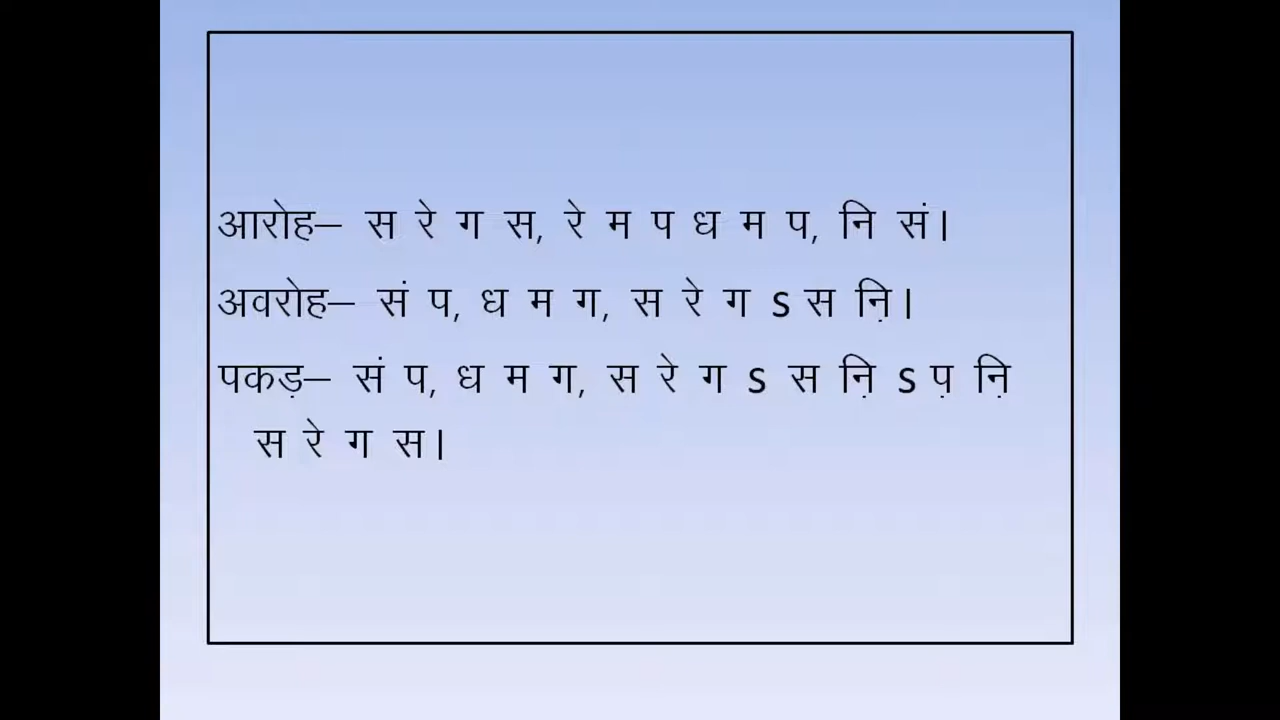 आरोह– स रे ग स, रे म प ध म प, नि सं।
अवरोह– सं प, ध म ग, स रे ग s स नि़।
पकड़– सं प, ध म ग, स रे ग s स नि़ s प़ नि़
स रे ग स।